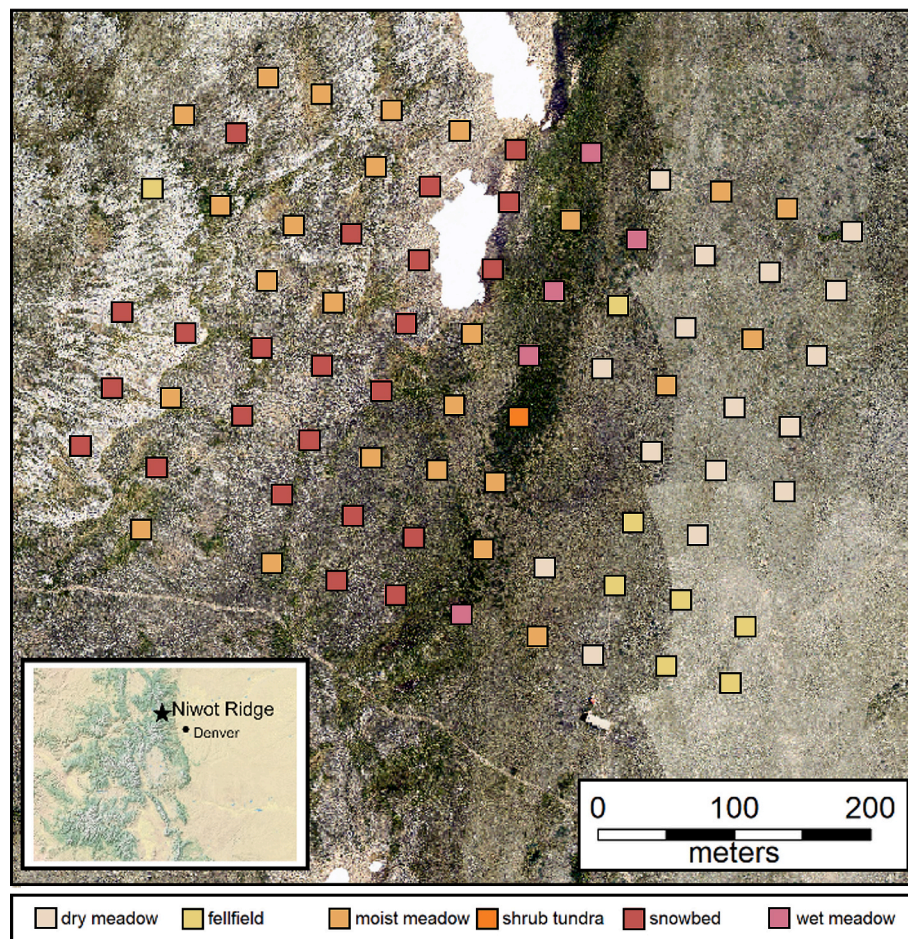 Niwot Ridge
Denver
0 100 200
meters
dry meadow fellfield moist meadow shrub tundra snowbed wet meadow